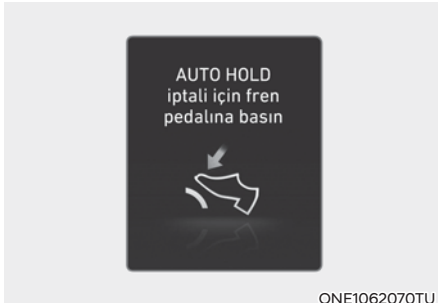 AUTO HOLD
iptali için fren
pedalına basın
ONE1062070TU